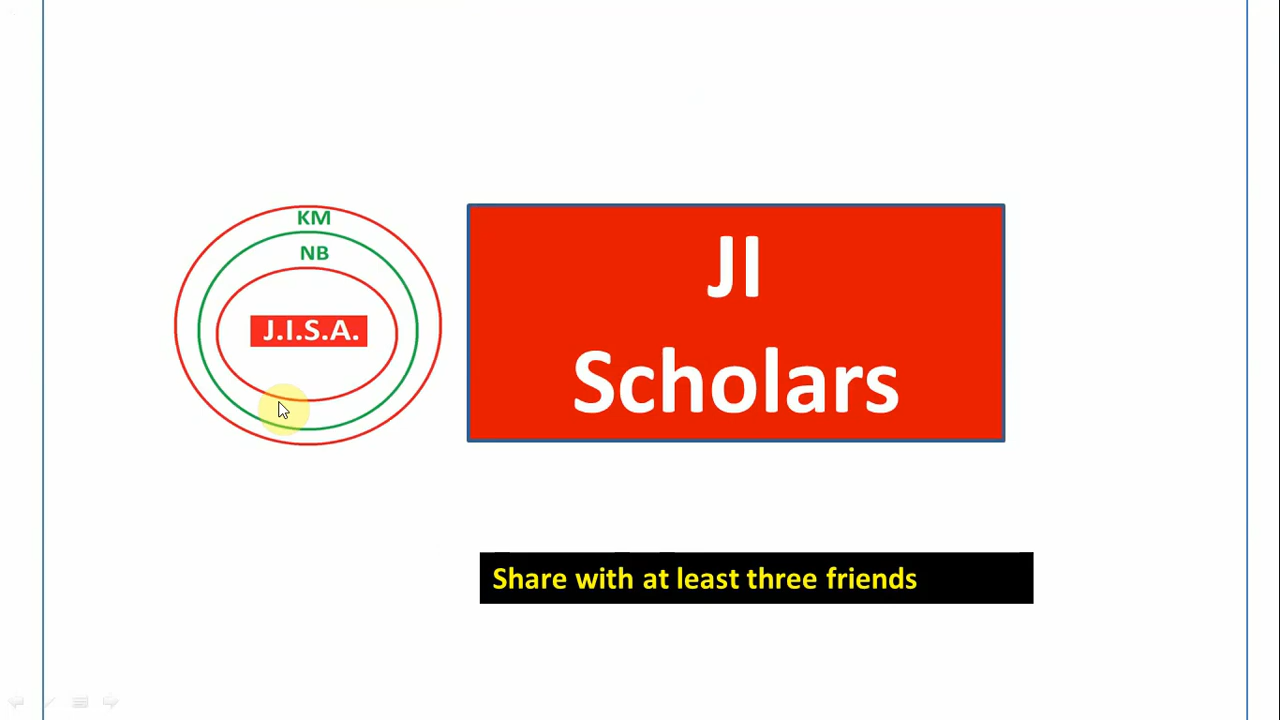 KM
NB
J.I.S.A.
JI
Scholars
Share with at least three friends